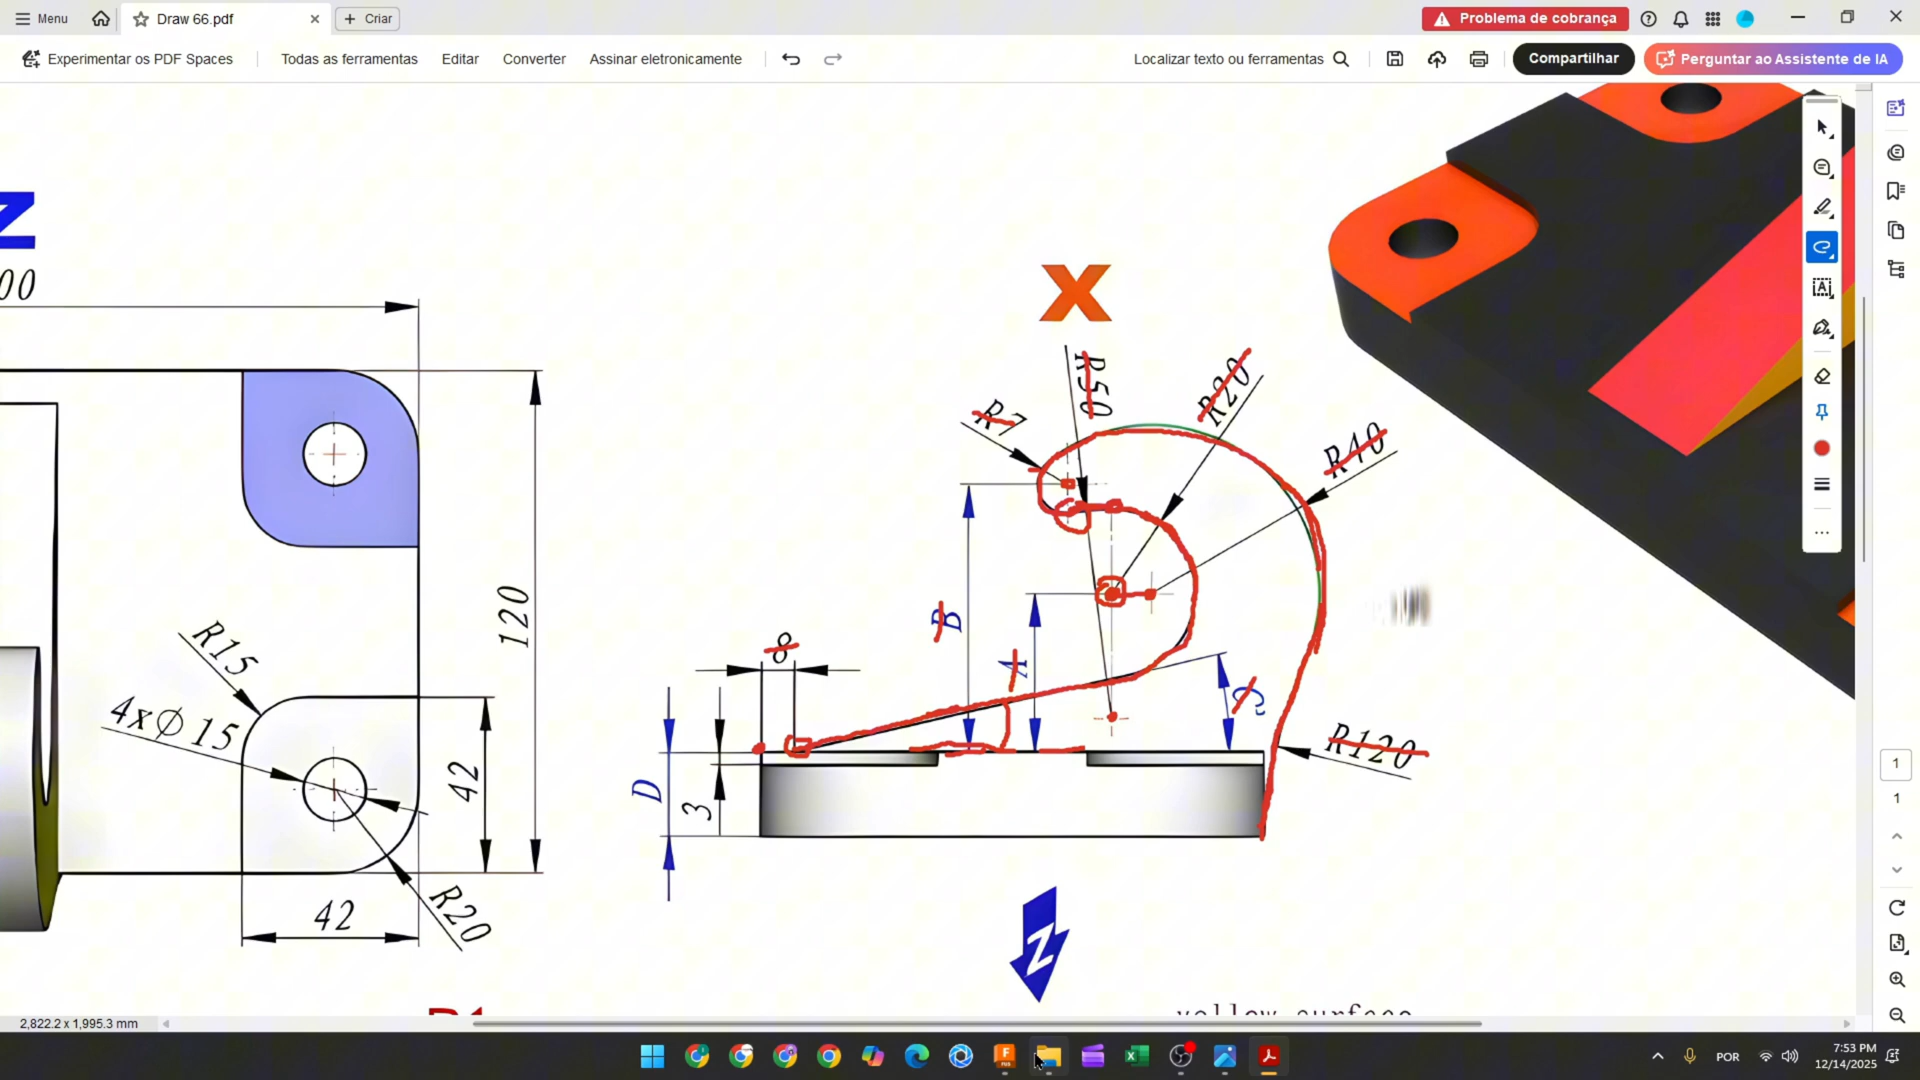 Menu
Draw 66.pdf
Criar
Problema de cobrança
Experimentar os PDF Spaces
Todas as ferramentas
Editar
Converter
Assinar eletronicamente
Localizar texto ou ferramentas
Compartilhar
Perguntar ao Assistente de IA
Z
00
X
R50
R20
R7
R40
B
120
R15
8
A
C
4xØ 15
R120
D
3
42
42
R20
Z
1
1
yellow surface
2,822.2 x 1,995.3 mm
POR
7:53 PM
12/14/2025